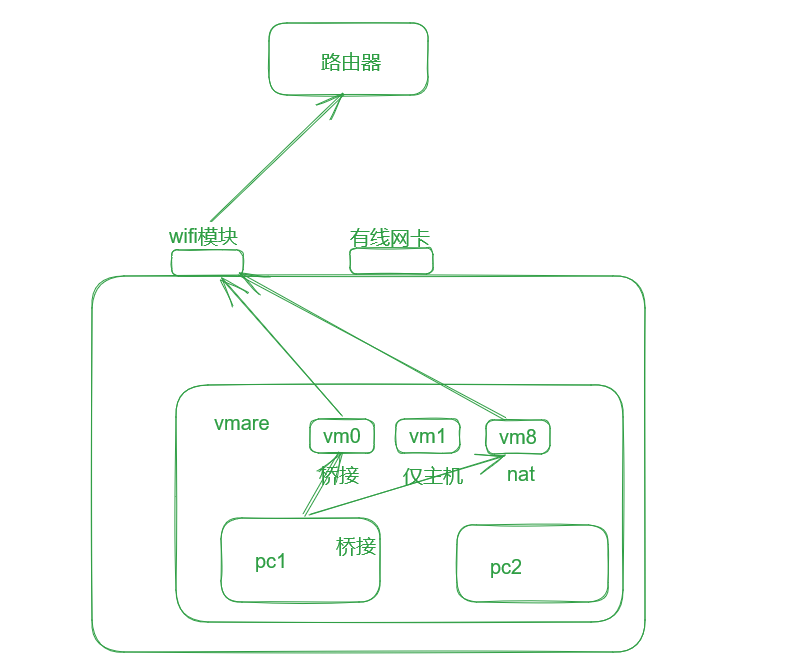 路由器
wifi模块
有线网卡
vmare
vm0
vm1
vm8
桥接
仅主机
nat
pc1
桥接
pc2